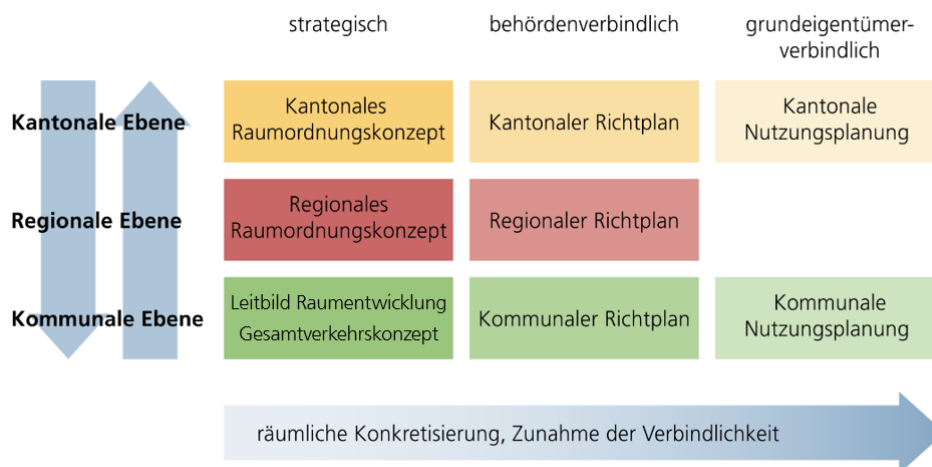 strategisch
behördenverbindlich
grundeigentümer-
verbindlich
Kantonale Ebene
Kantonales
Raumordnungskonzept
Kantonaler Richtplan
Kantonale
Nutzungsplanung
Regionale Ebene
Regionales
Raumordnungskonzept
Regionaler Richtplan
Kommunale Ebene
Leitbild Raumentwicklung
Gesamtverkehrskonzept
Kommunaler Richtplan
Kommunale
Nutzungsplanung
räumliche Konkretisierung, Zunahme der Verbindlichkeit